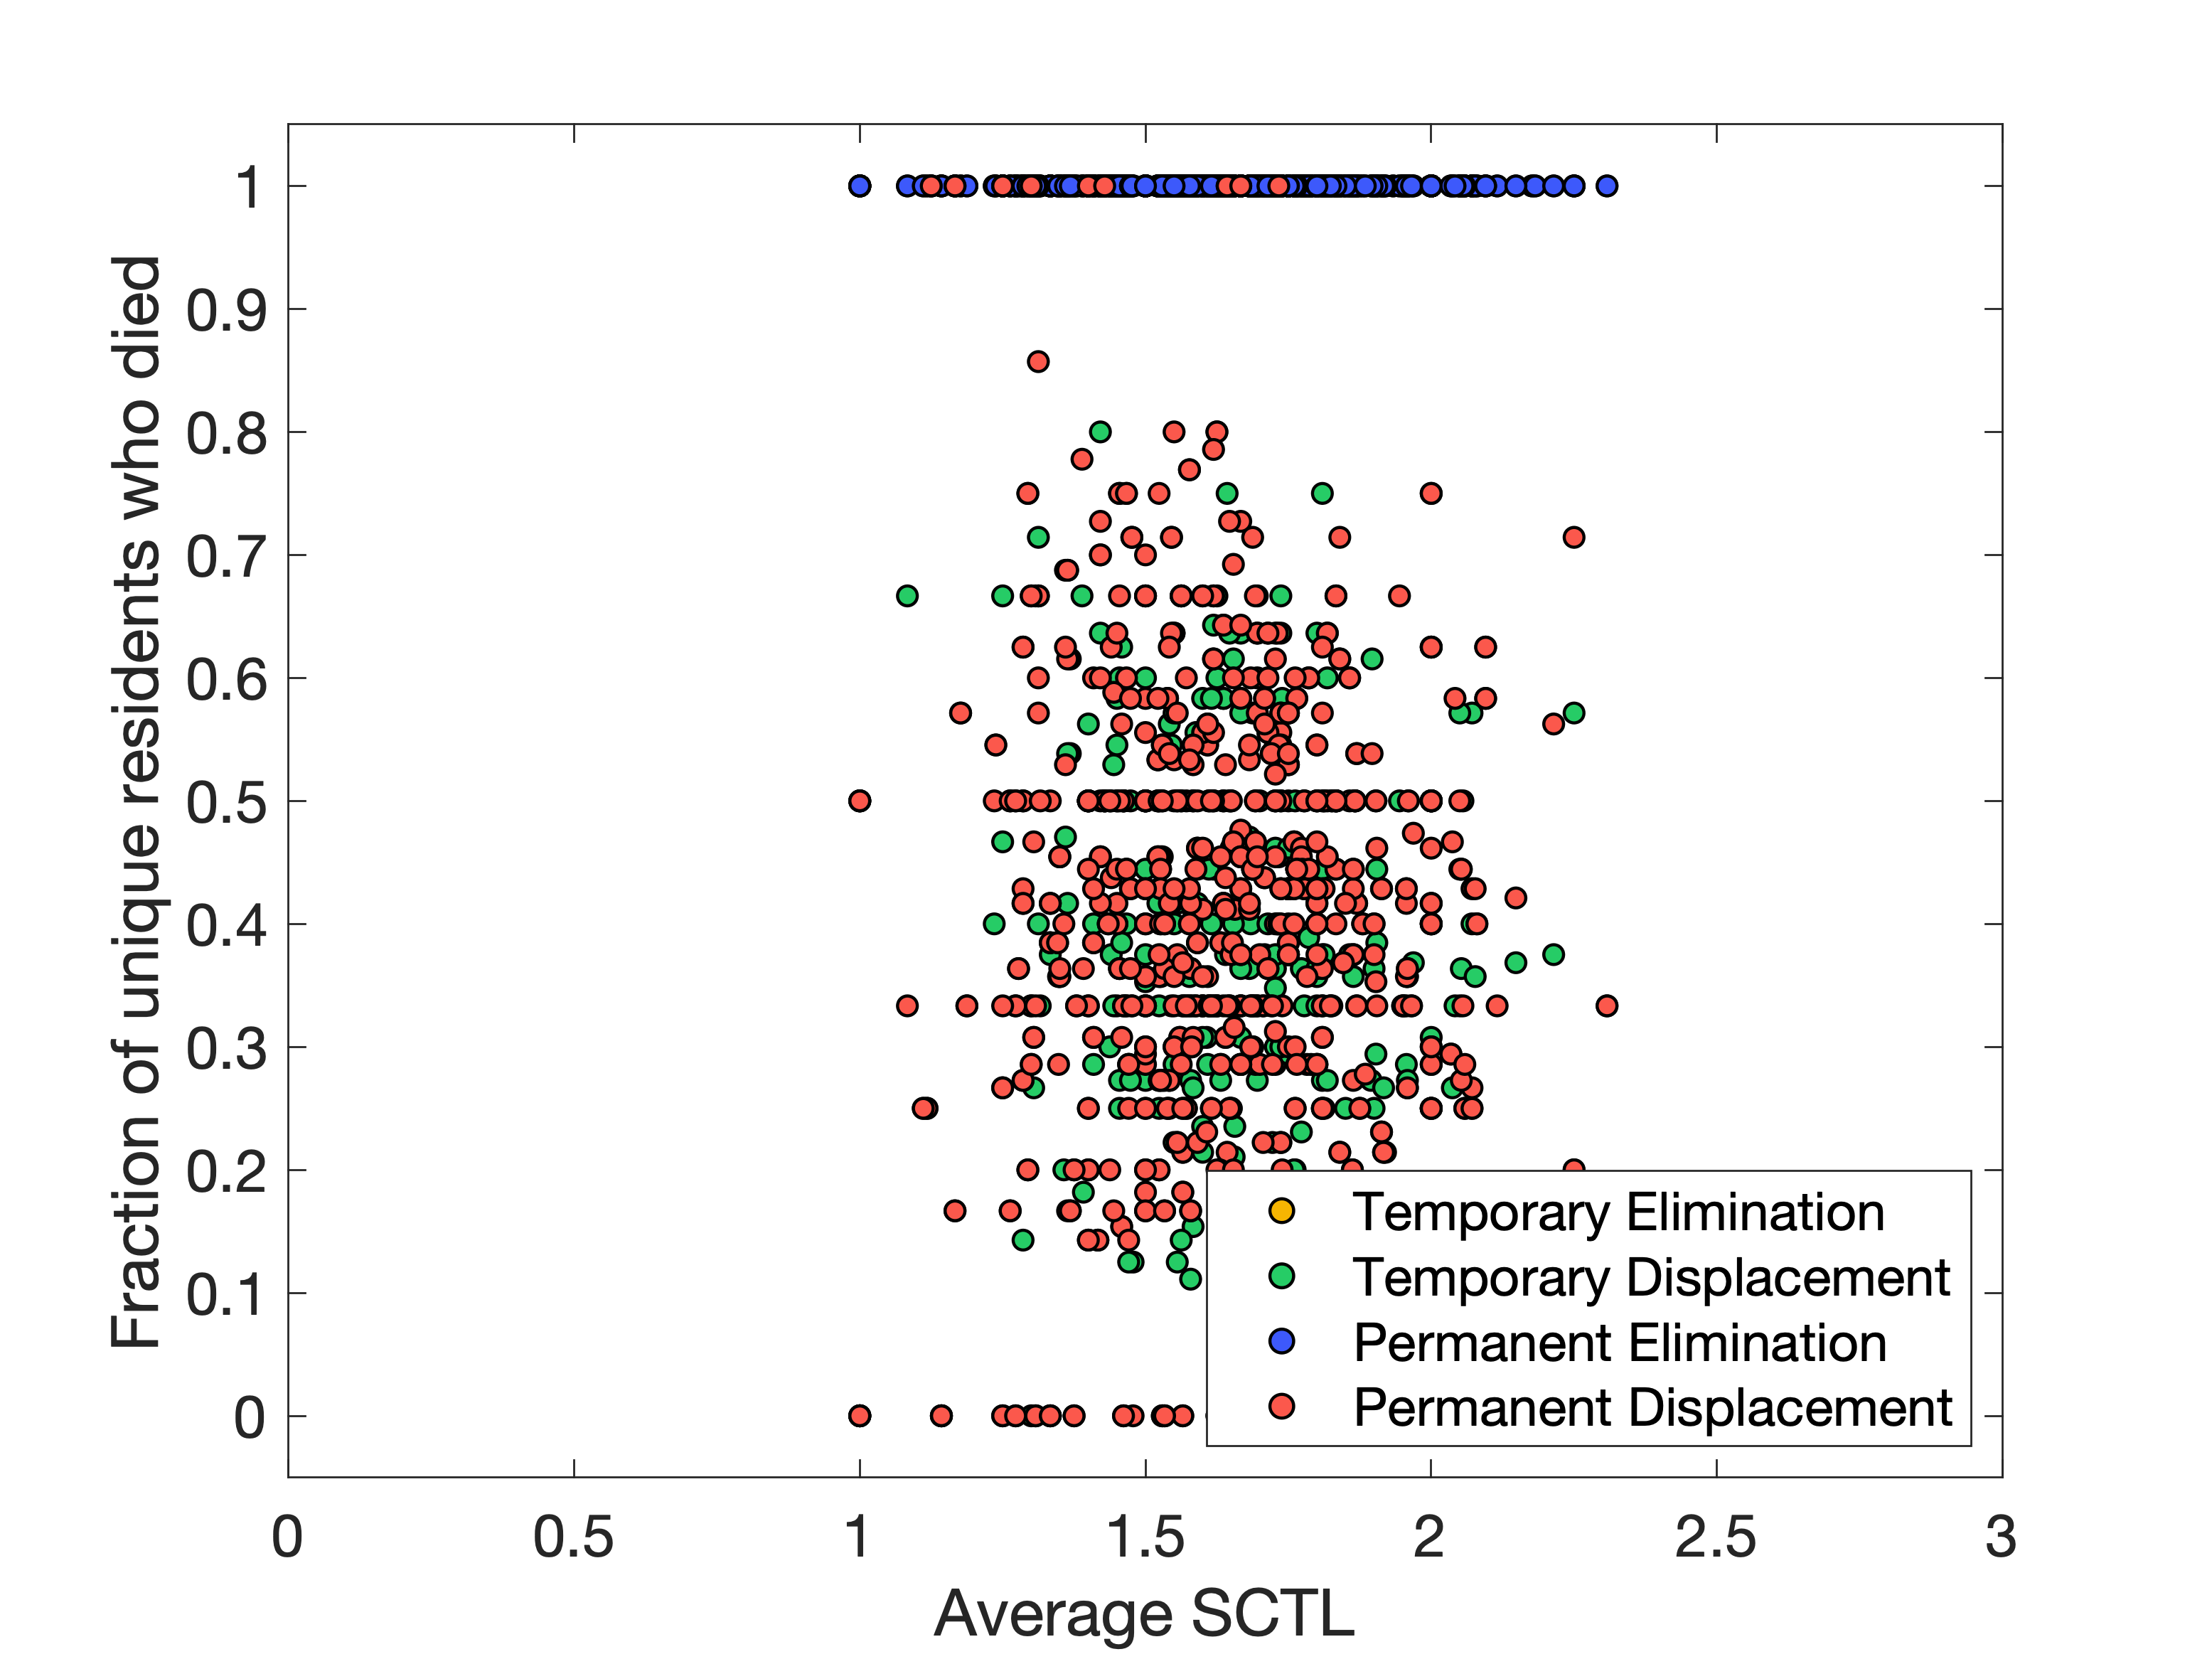 Fraction of unique residents who died
1
0.9
0.8
0.7
0.6
0.5
0.4
0.3
0.2
0.1
0
Temporary Elimination
Temporary Displacement
Permanent Elimination
Permanent Displacement
0 0.5 1 1.5 2 2.5 3
Average SCTL